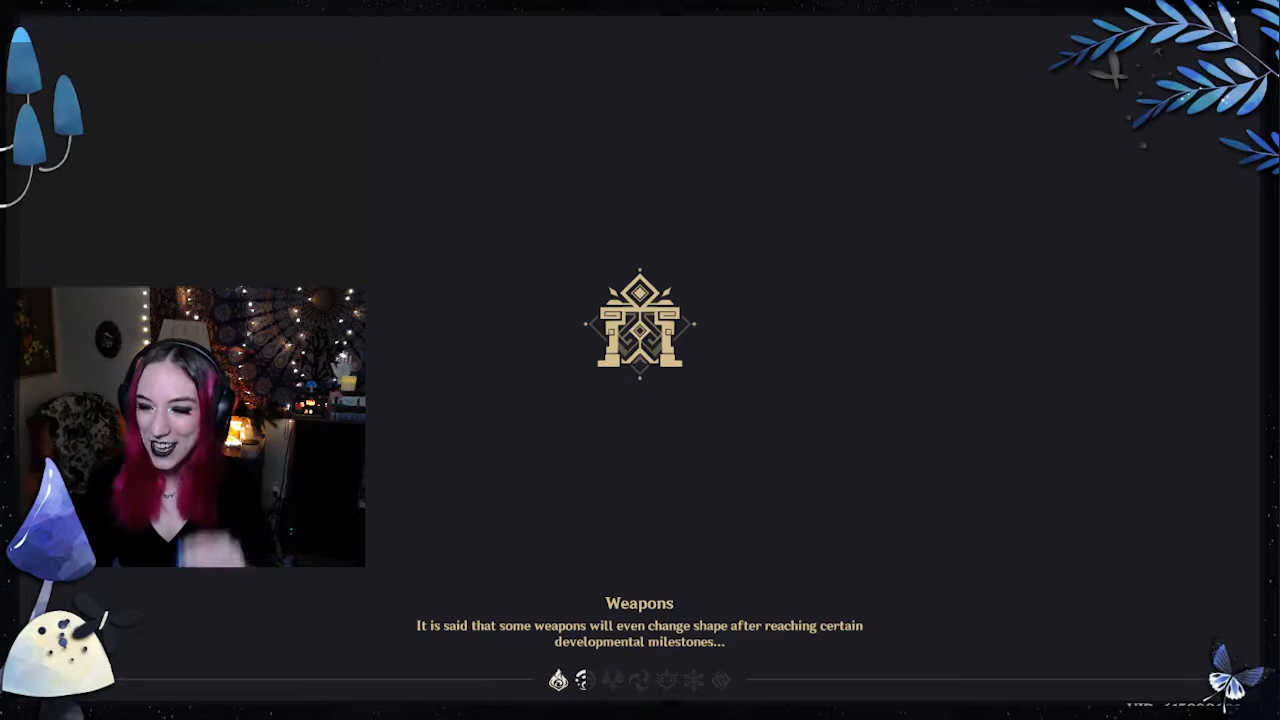 Weapons
It is said that some weapons will even change shape after reaching certain
developmental milestones...